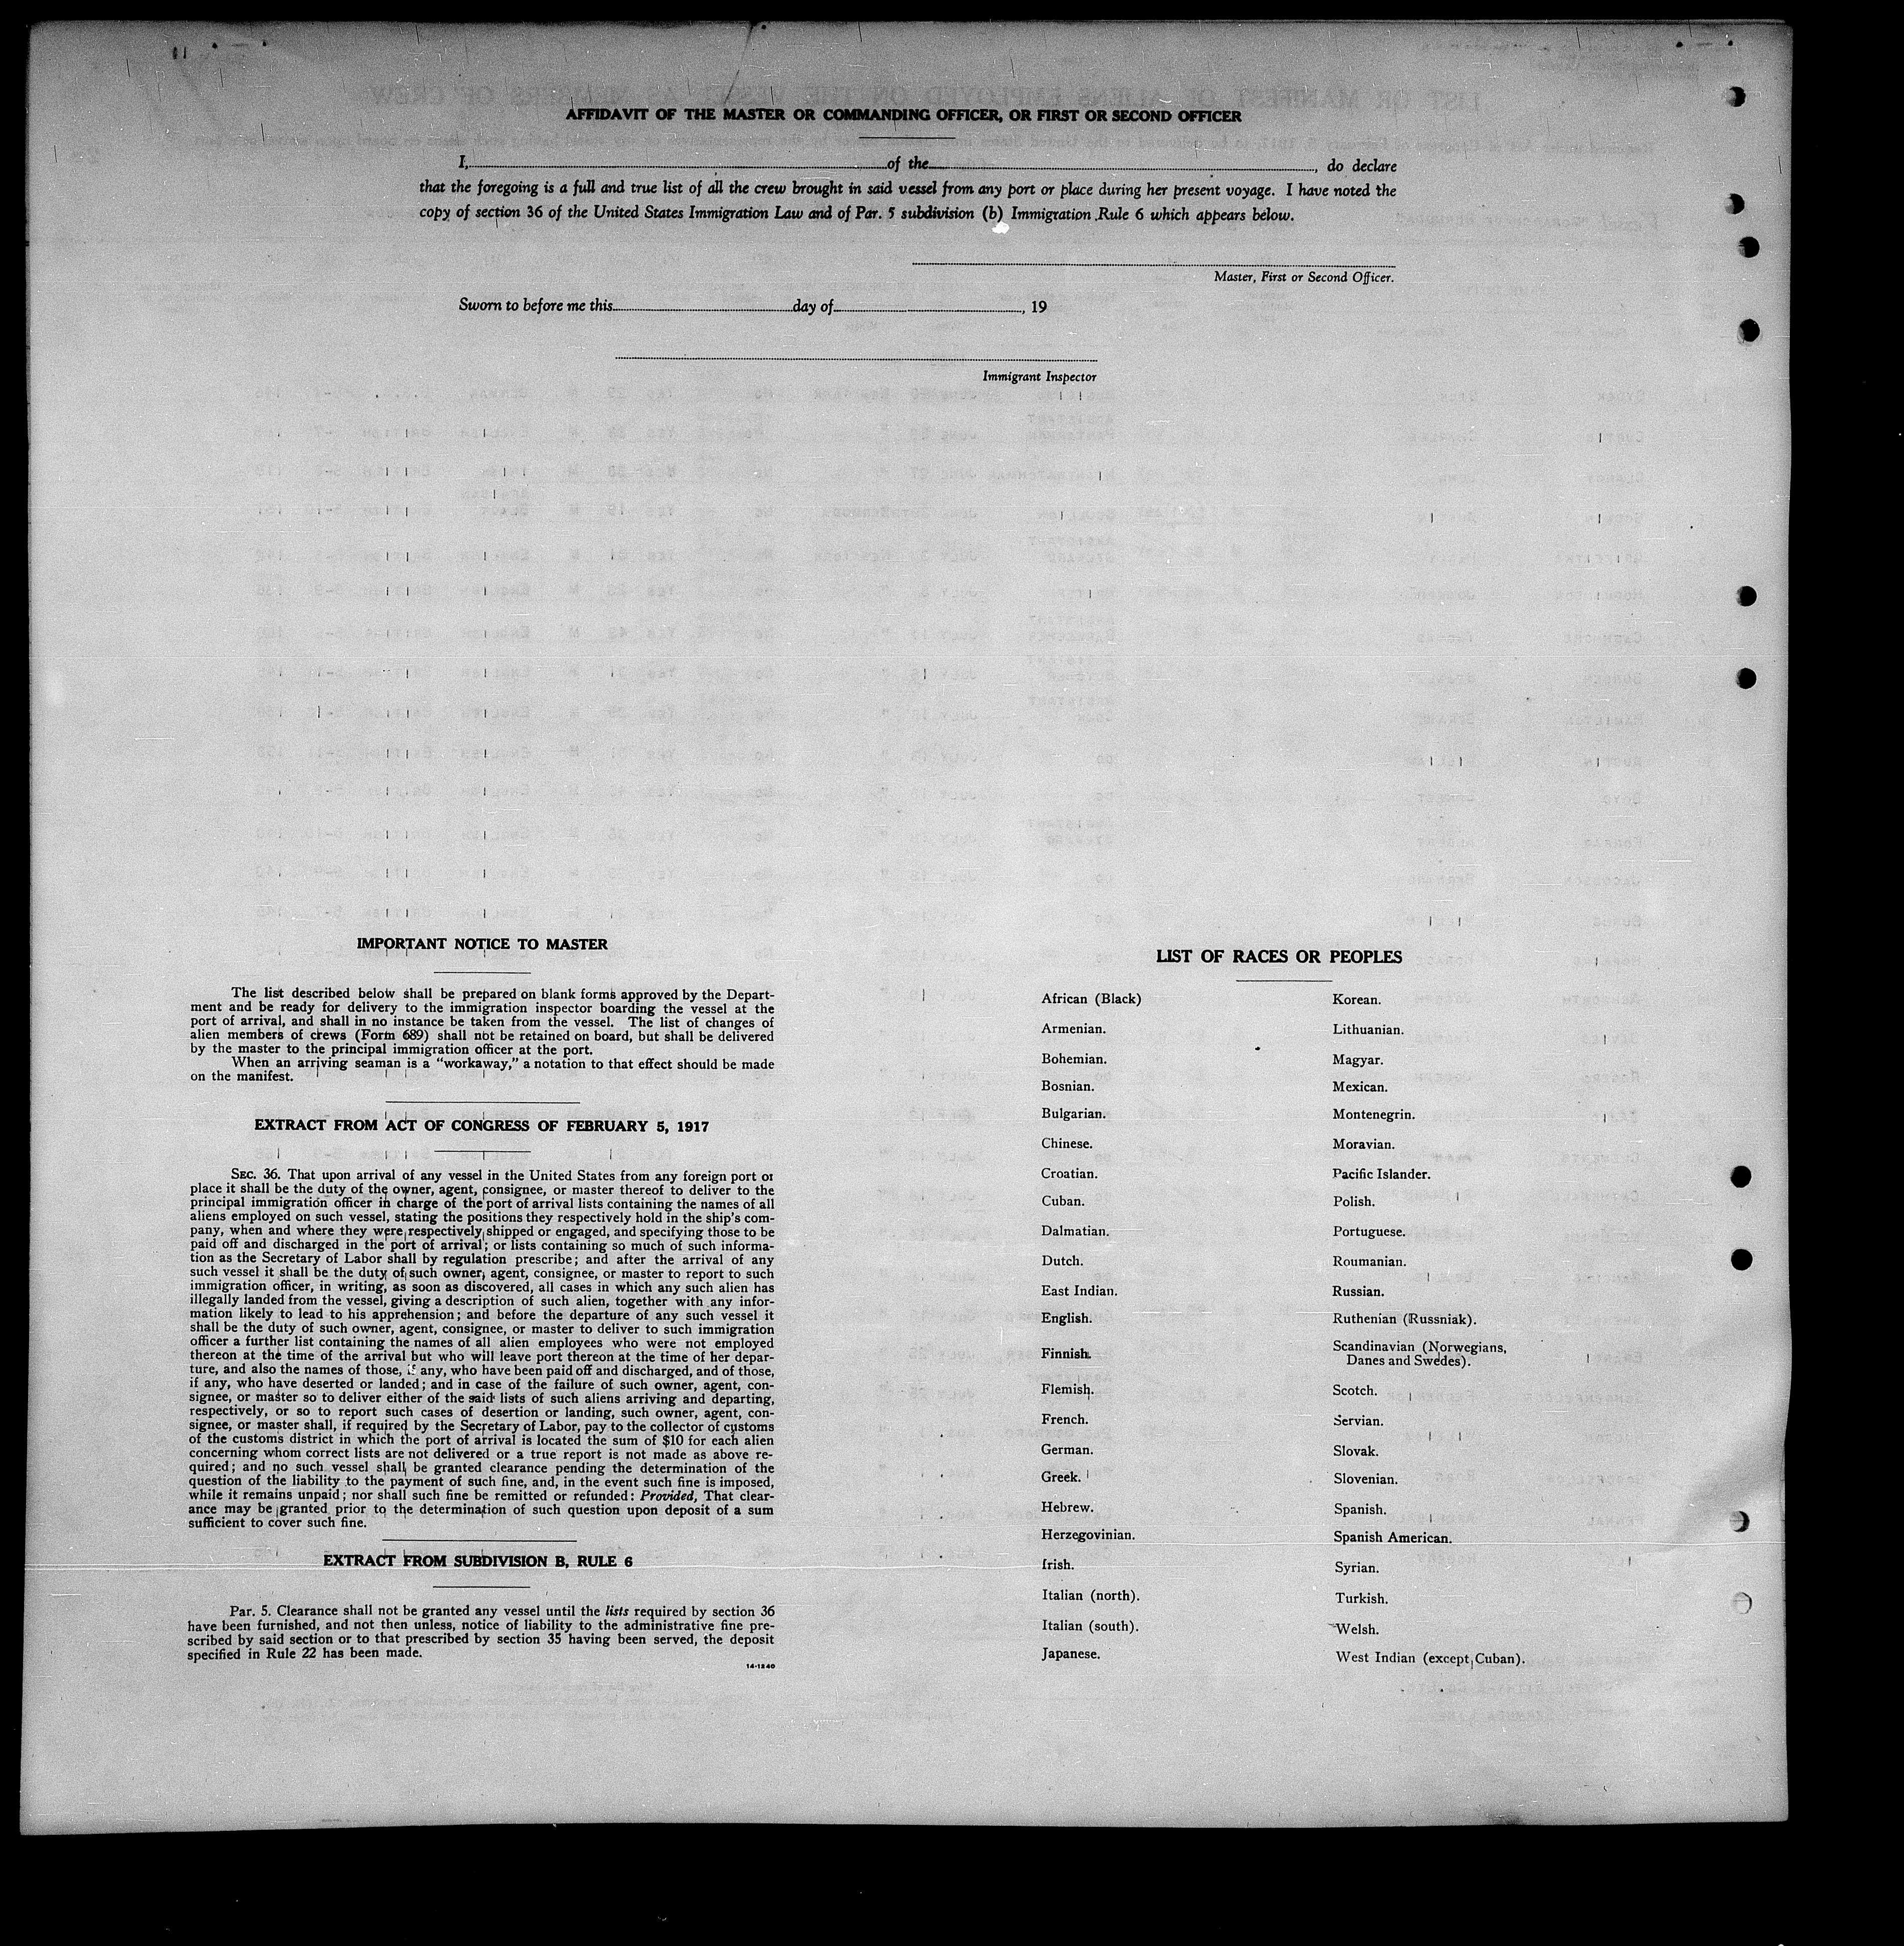 AFFIDAVIT OF THE MASTER OR COMMANDING OFFICER, OR FIRST OR SECOND OFFICER
I, of the , do declare
that the foregoing is a full and true list of all the crew brought in said vessel from any port or place during her present voyage. I have noted the
copy of section 36 of the United States Immigration Law and of Par. 5 subdivision (b) Immigration Rule 6 which appears below.
Master, First or Second Officer.
Sworn to before me this day of , 19
Immigrant Inspector
IMPORTANT NOTICE TO MASTER
The list described below shall be prepared on blank forms approved by the Depart-
ment and be ready for delivery to the immigration inspector boarding the vessel at the
port of arrival, and shall in no instance be taken from the vessel. The list of changes of
alien members of crews (Form 689) shall not be retained on board, but shall be delivered
by the master to the principal immigration officer at the port.
When an arriving seaman is a "workaway," a notation to that effect should be made
on the manifest.
EXTRACT FROM ACT OF CONGRESS OF FEBRUARY 5, 1917
SEC. 36. That upon arrival of any vessel in the United States from any foreign port or
place it shall be the duty of the owner, agent, consignee, or master thereof to deliver to the
principal immigration officer in charge of the port of arrival lists containing the names of all
aliens employed on such vessel, stating the positions they respectively hold in the ship's com-
pany, when and where they were respectively shipped or engaged, and specifying those to be
paid off and discharged in the port of arrival; or lists containing so much of such informa-
tion as the Secretary of Labor shall by regulation prescribe; and after the arrival of any
such vessel it shall be the duty of such owner, agent, consignee, or master to report to such
immigration officer, in writing, as soon as discovered, all cases in which any such alien has
illegally landed from the vessel, giving a description of such alien, together with any infor-
mation likely to lead to his apprehension; and before the departure of any such vessel it
shall be the duty of such owner, agent, consignee, or master to deliver to such immigration
officer a further list containing the names of all alien employees who were not employed
thereon at the time of the arrival but who will leave port thereon at the time of her depar-
ture, and also the names of those, if any, who have been paid off and discharged, and of those,
if any, who have deserted or landed; and in case of the failure of such owner, agent, con-
signee, or master so to deliver either of the said lists of such aliens arriving and departing,
respectively, or so to report such cases of desertion or landing, such owner, agent, con-
signee, or master shall, if required by the Secretary of Labor, pay to the collector of customs
of the customs district in which the port of arrival is located the sum of $10 for each alien
concerning whom correct lists are not delivered or a true report is not made as above re-
quired; and no such vessel shall be granted clearance pending the determination of the
question of the liability to the payment of such fine, and, in the event such fine is imposed,
while it remains unpaid; nor shall such fine be remitted or refunded: Provided, That clear-
ance may be granted prior to the determination of such question upon deposit of a sum
sufficient to cover such fine.
EXTRACT FROM SUBDIVISION B, RULE 6
Par. 5. Clearance shall not be granted any vessel until the lists required by section 36
have been furnished, and not then unless, notice of liability to the administrative fine pre-
scribed by said section or to that prescribed by section 35 having been served, the deposit
specified in Rule 22 has been made.
14-1240
LIST OF RACES OR PEOPLES
African (Black)
Armenian.
Bohemian.
Bosnian.
Bulgarian.
Chinese.
Croatian.
Cuban.
Dalmatian.
Dutch.
East Indian.
English.
Finnish.
Flemish.
French.
German.
Greek.
Hebrew.
Herzegovinian.
Irish.
Italian (north).
Italian (south).
Japanese.
Korean.
Lithuanian.
Magyar.
Mexican.
Montenegrin.
Moravian.
Pacific Islander.
Polish.
Portuguese.
Roumanian.
Russian.
Ruthenian (Russniak).
Scandinavian (Norwegians,
Danes and Swedes).
Scotch.
Servian.
Slovak.
Slovenian.
Spanish.
Spanish American.
Syrian.
Turkish.
Welsh.
West Indian (except Cuban).